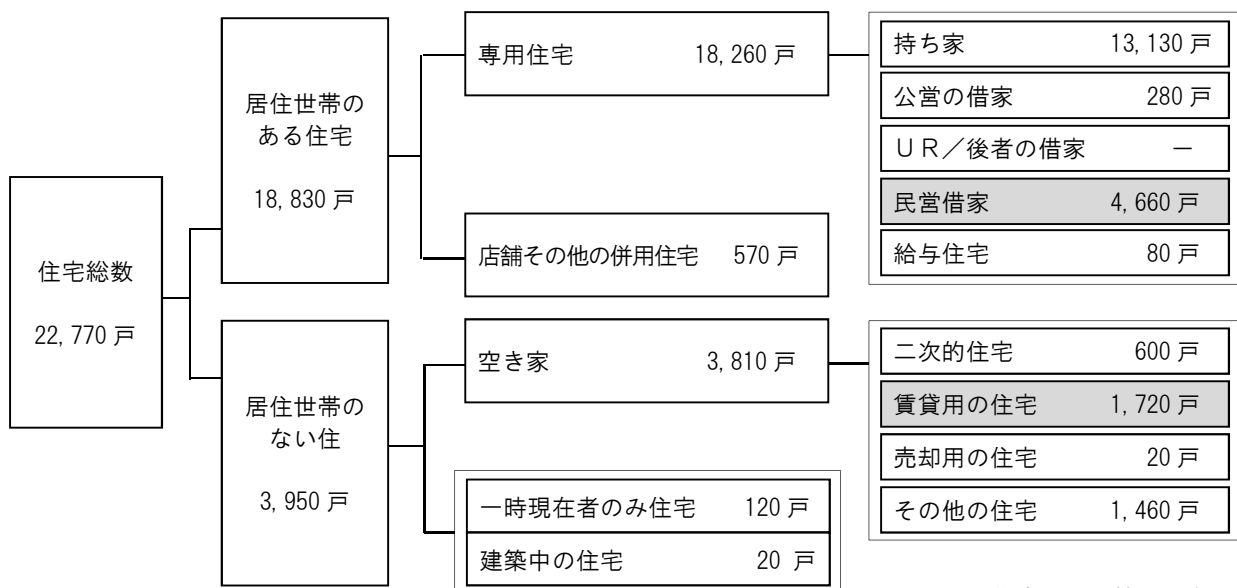 住宅総数
22,770 戸
居住世帯の
ある住宅
18,830 戸
居住世帯の
ない住
3,950 戸
専用住宅 18,260 戸
店舗その他の併用住宅 570 戸
空き家 3,810 戸
一時現在者のみ住宅 120 戸
建築中の住宅 20 戸
持ち家 13,130 戸
公営の借家 280 戸
UR/後者の借家 －
民営借家 4,660 戸
給与住宅 80 戸
二次的住宅 600 戸
賃貸用の住宅 1,720 戸
売却用の住宅 20 戸
その他の住宅 1,460 戸